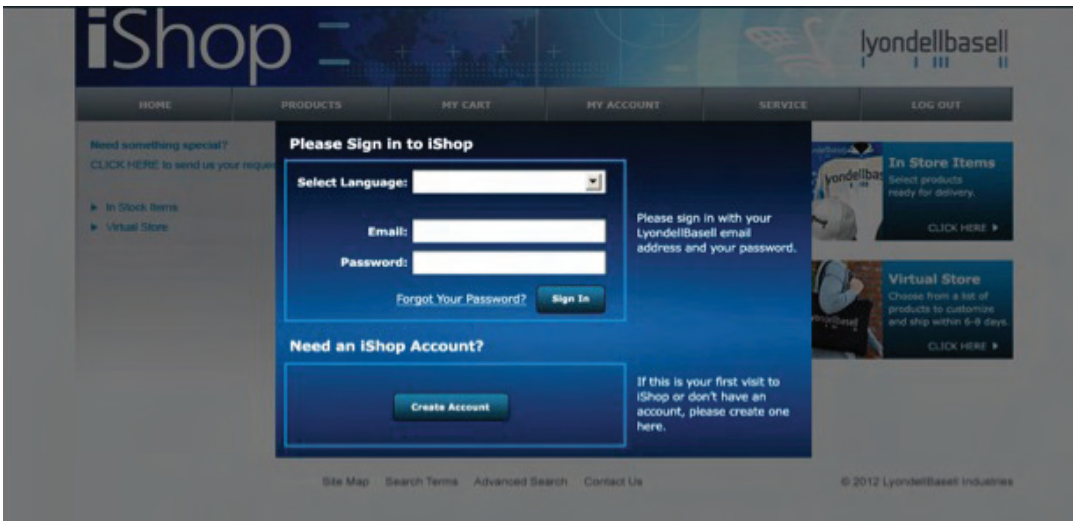 iShop
lyondellbasell
HOME PRODUCTS MY CART MY ACCOUNT SERVICE LOG OUT
Need something special?
CLICK HERE to send us your reques
In Stock Items
Virtual Store
Please Sign in to iShop
Select Language:
Email:
Password:
Forgot Your Password? Sign In
Please sign in with your
LyondellBasell email
address and your password.
Need an iShop Account?
Create Account
If this is your first visit to
iShop or don't have an
account, please create one
here.
yondellbas
In Store Items
Select products
ready for delivery.
CLICK HERE
Virtual Store
Choose from a list of
products to customize
and ship within 6-8 days.
CLICK HERE
Site Map Search Terms Advanced Search Contact Us
© 2012 LyondellBasell Industries